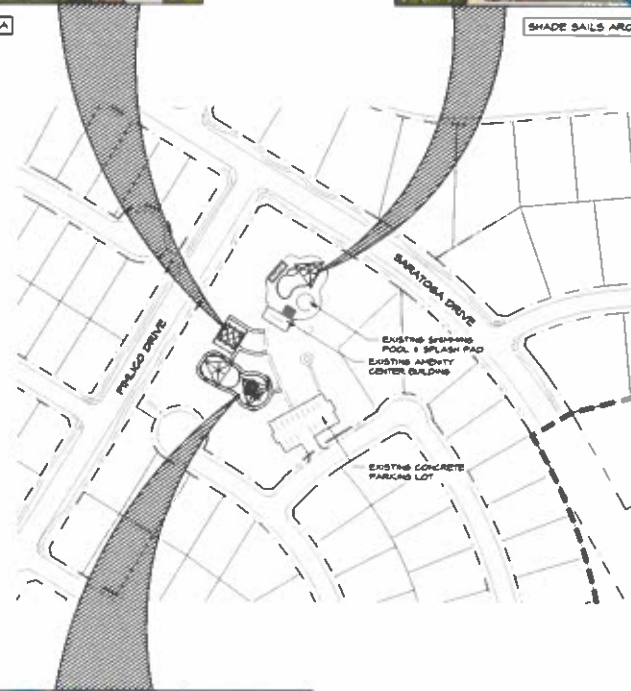 A
SHADE SAILS ARO
SARATOGA DRIVE
PIMLICO DRIVE
EXISTING SWIMMING
POOL & SPLASH PAD
EXISTING AMENITY
CENTER BUILDING
EXISTING CONCRETE
PARKING LOT